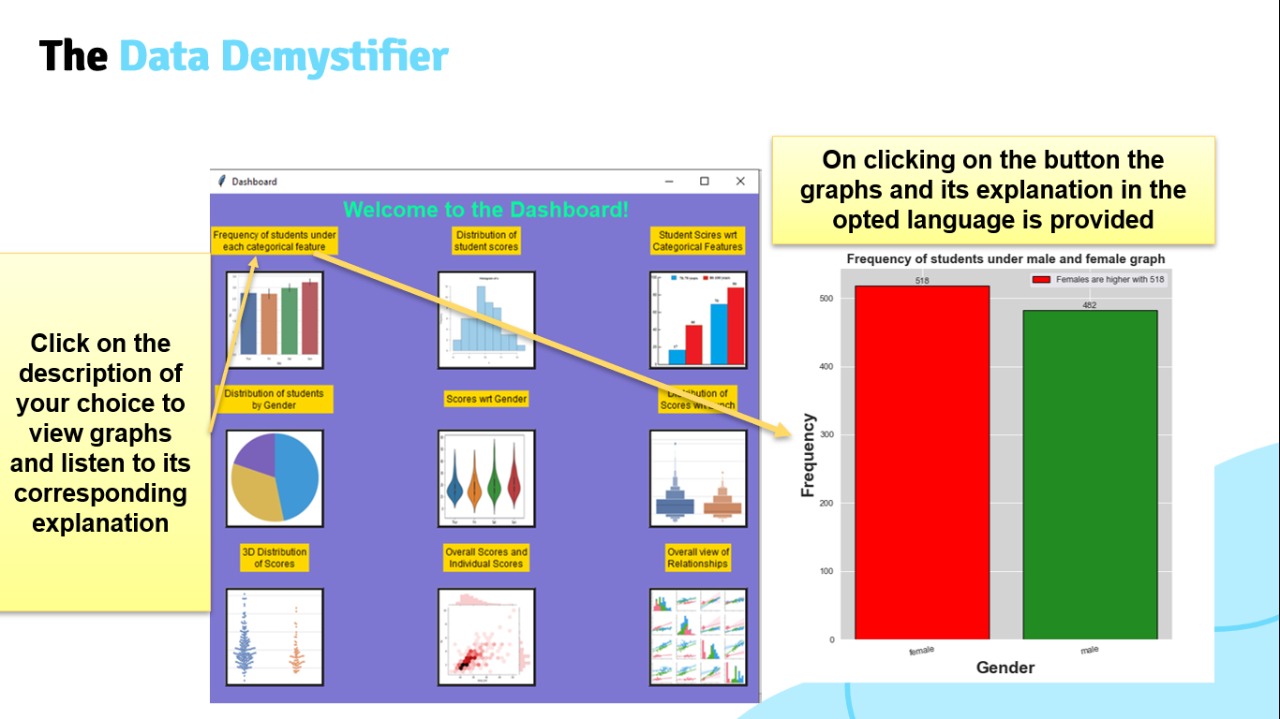 The Data Demystifier
On clicking on the button the
graphs and its explanation in the
opted language is provided
Dashboard
Welcome to the Dashboard!
Frequency of students under
each categorical feature
Distribution of
student scores
Student Scires wrt
Categorical Features
Click on the
description of
your choice to
view graphs
and listen to its
corresponding
explanation
Distribution of students
by Gender
Scores wrt Gender
Distribution of
Scores wrt Lunch
3D Distribution
of Scores
Overall Scores and
Individual Scores
Overall view of
Relationships
Frequency of students under male and female graph
Females are higher with 518
518
482
500
400
300
200
100
0
Frequency
female
male
Gender